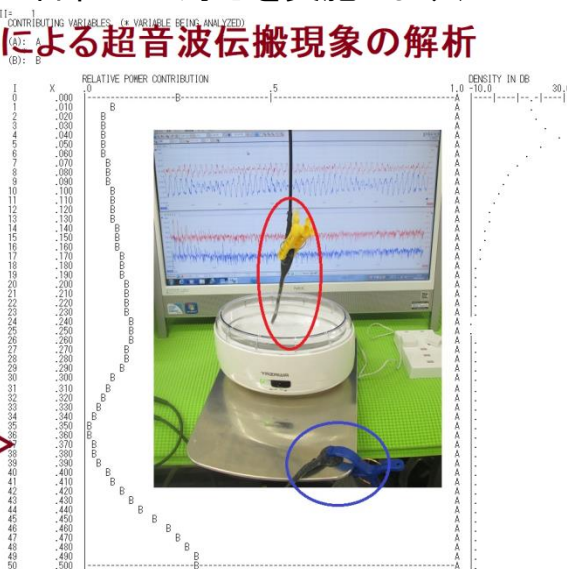 II= 1
CONTRIBUTING VARIABLES (* VARIABLE BEING ANALYZED)
(A): A
による超音波伝搬現象の解析
(B): B
RELATIVE POWER CONTRIBUTION DENSITY IN DB
I X .0 .5 1.0 -10.0 30.0
0 .000
1 .010 B A
2 .020 B A
3 .030 B A
4 .040 B A
5 .050 B A
6 .060 B A
7 .070 B A
8 .080 B A
9 .090 B A
10 .100 B A
11 .110 B A
12 .120 B A
13 .130 B A
14 .140 B A
15 .150 B A
16 .160 B A
17 .170 B A
18 .180 B A
19 .190 B A
20 .200 B A
21 .210 B A
22 .220 B A
23 .230 B A
24 .240 B A
25 .250 B A
26 .260 B A
27 .270 B A
28 .280 B A
29 .290 B A
30 .300 B A
31 .310 B A
32 .320 B A
33 .330 B A
34 .340 B A
35 .350 B A
36 .360 B A
37 .370 B A
38 .380 B A
39 .390 B A
40 .400 B A
41 .410 B A
42 .420 B A
43 .430 B A
44 .440 B A
45 .450 B A
46 .460 B A
47 .470 B A
48 .480 B A
49 .490 B A
50 .500 B A